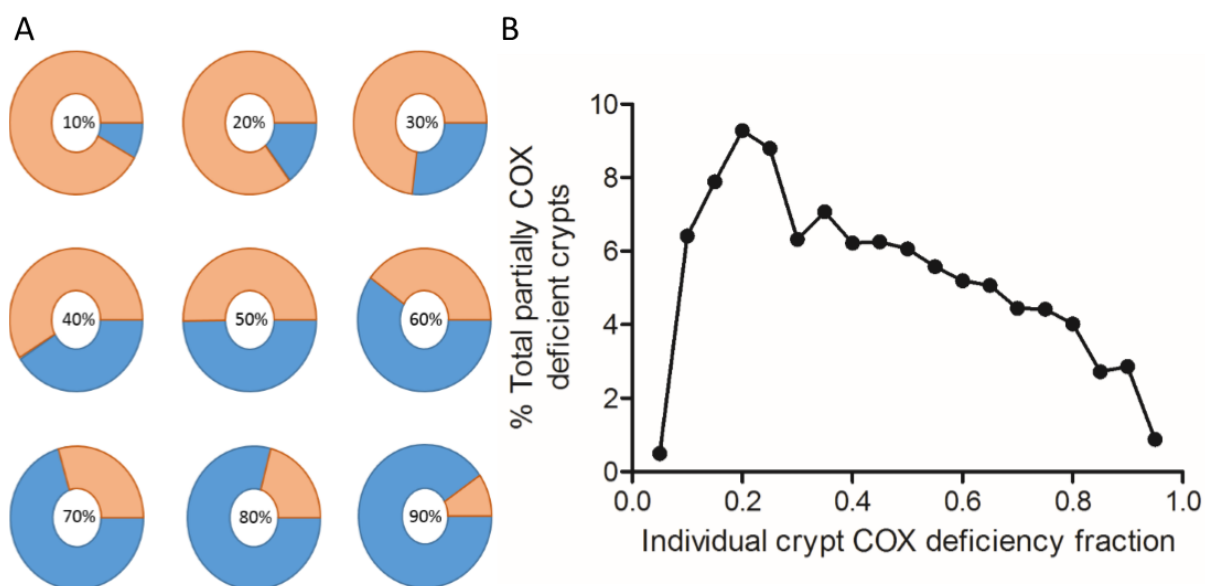 A
10%
20%
30%
40%
50%
60%
70%
80%
90%
B
% Total partially COX
deficient crypts
10
8
6
4
2
0
0.0 0.2 0.4 0.6 0.8 1.0
Individual crypt COX deficiency fraction